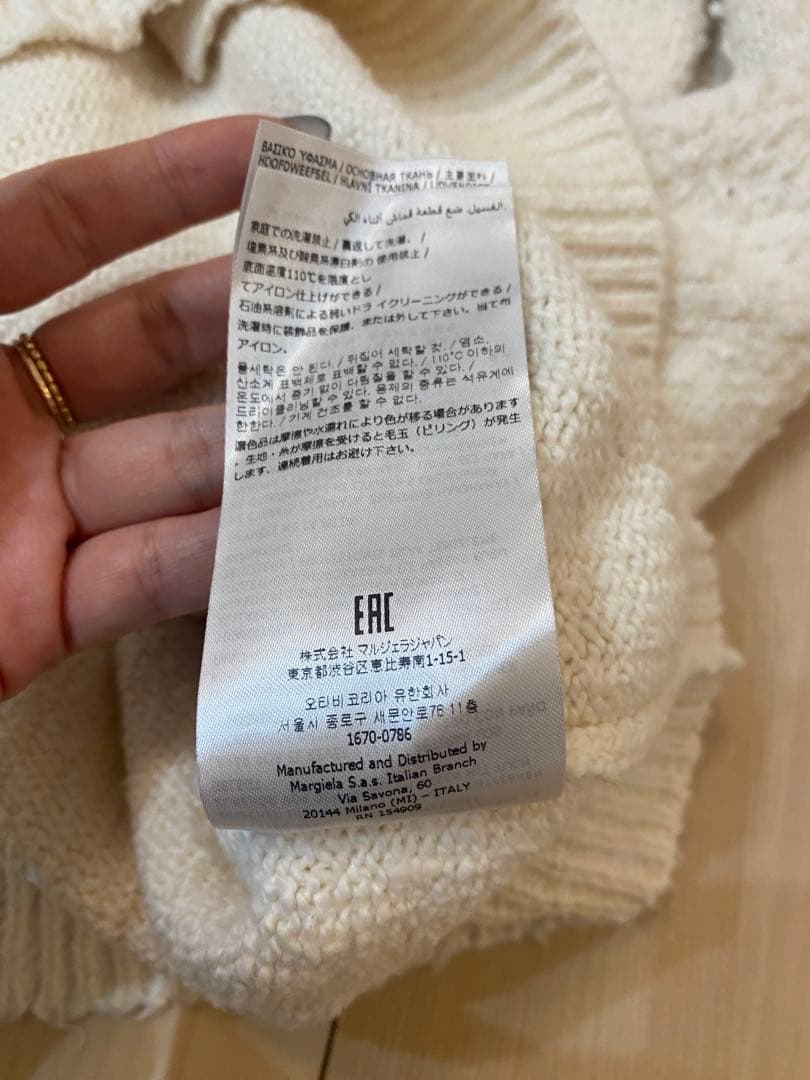 ΒΑΣΙΚΟ ΎΦΑΣΜΑ / ОСНОВНАЯ ТКАНЬ / 主要面料 /
HOOFDWEEFSEL / HLAVNÍ TKANINA /
الغسيل. ضع قطعة قماش أثناء الكي.
家庭での洗濯禁止 / 裏返して洗濯. /
塩素系及び酸素系漂白剤の 使用禁止 /
底面温度110℃を限度とし
てアイロン仕上げができる /
石油系溶剤による弱いドラ イクリーニングができる /
洗濯時に装飾品を保護、または外して下さい。当て布
アイロン。
물세탁은 안 된다. / 뒤집어 세탁할 것. / 염소,
산소계 표백제로 표백할 수 없다. / 110°C 이하의
온도에서 증기 없이 다림질을 할 수 있다. /
드라이클리닝할 수 있다. 용제의 종류는 석유계에
한한다. / 기계 건조를 할 수 없다.
濃色品は摩擦や水濡れにより色が移る場合があります
。生地・糸が摩擦を受けると毛玉（ピリング）が発生
します、連続着用はお避け下さい。
EAC
株式会社 マルジェラジャパン
東京都渋谷区恵比寿南1-15-1
오티비코리아 유한회사
서울시 종로구 새문안로76 11층
1670-0786
Manufactured and Distributed by
Margiela S.a.s. Italian Branch
Via Savona, 60
20144 Milano (MI) - ITALY
RN 154909